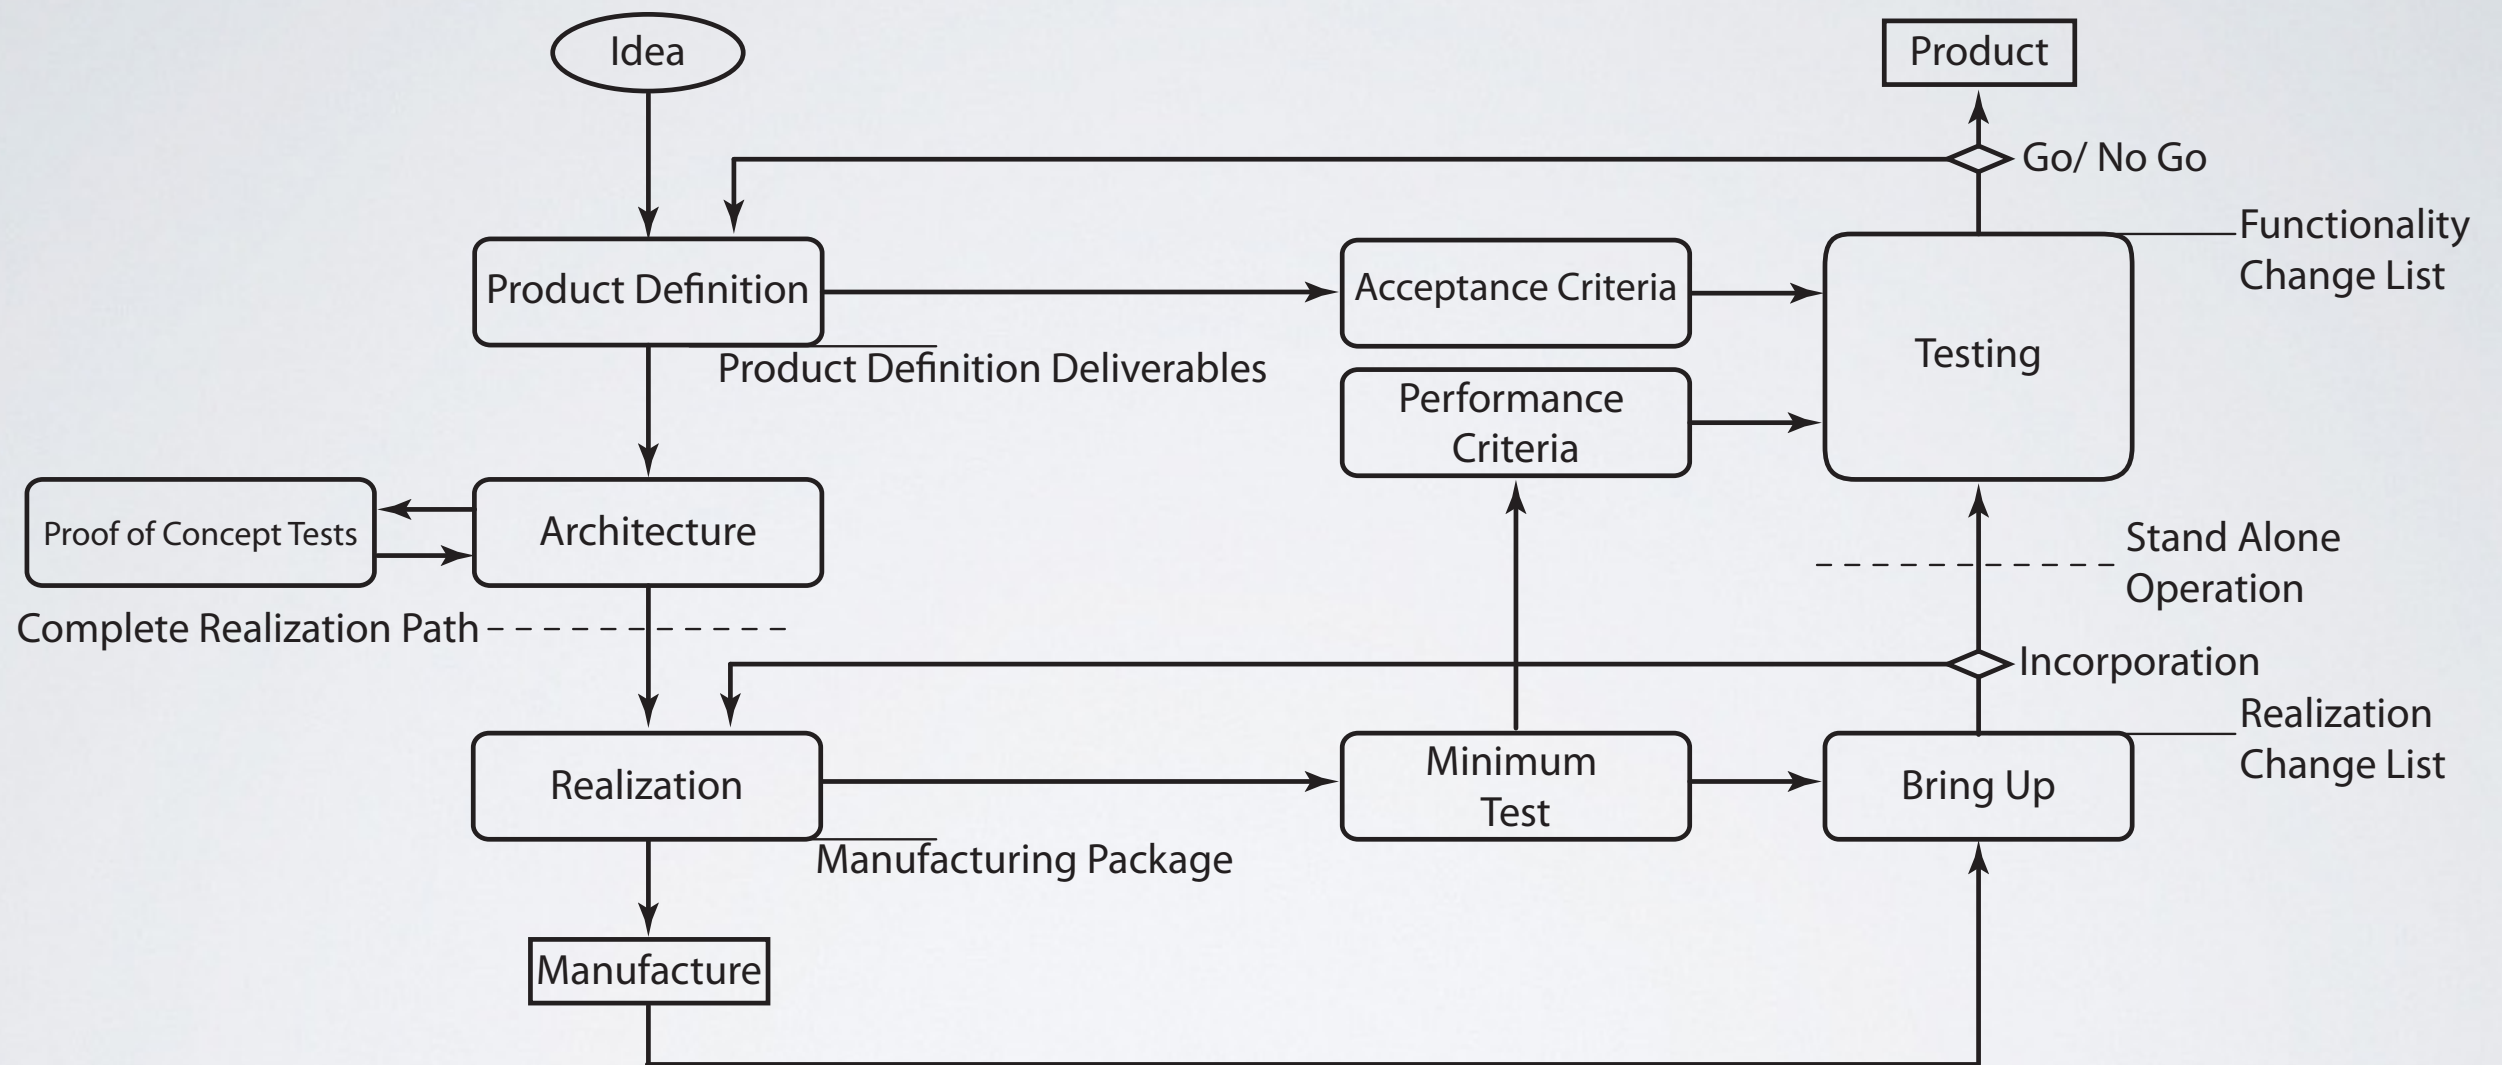 Idea
Product
Go/ No Go
Functionality
Change List
Product Definition
Acceptance Criteria
Testing
Product Definition Deliverables
Performance
Criteria
Proof of Concept Tests
Architecture
Stand Alone
Operation
Complete Realization Path
Incorporation
Realization
Change List
Realization
Minimum
Test
Bring Up
Manufacturing Package
Manufacture